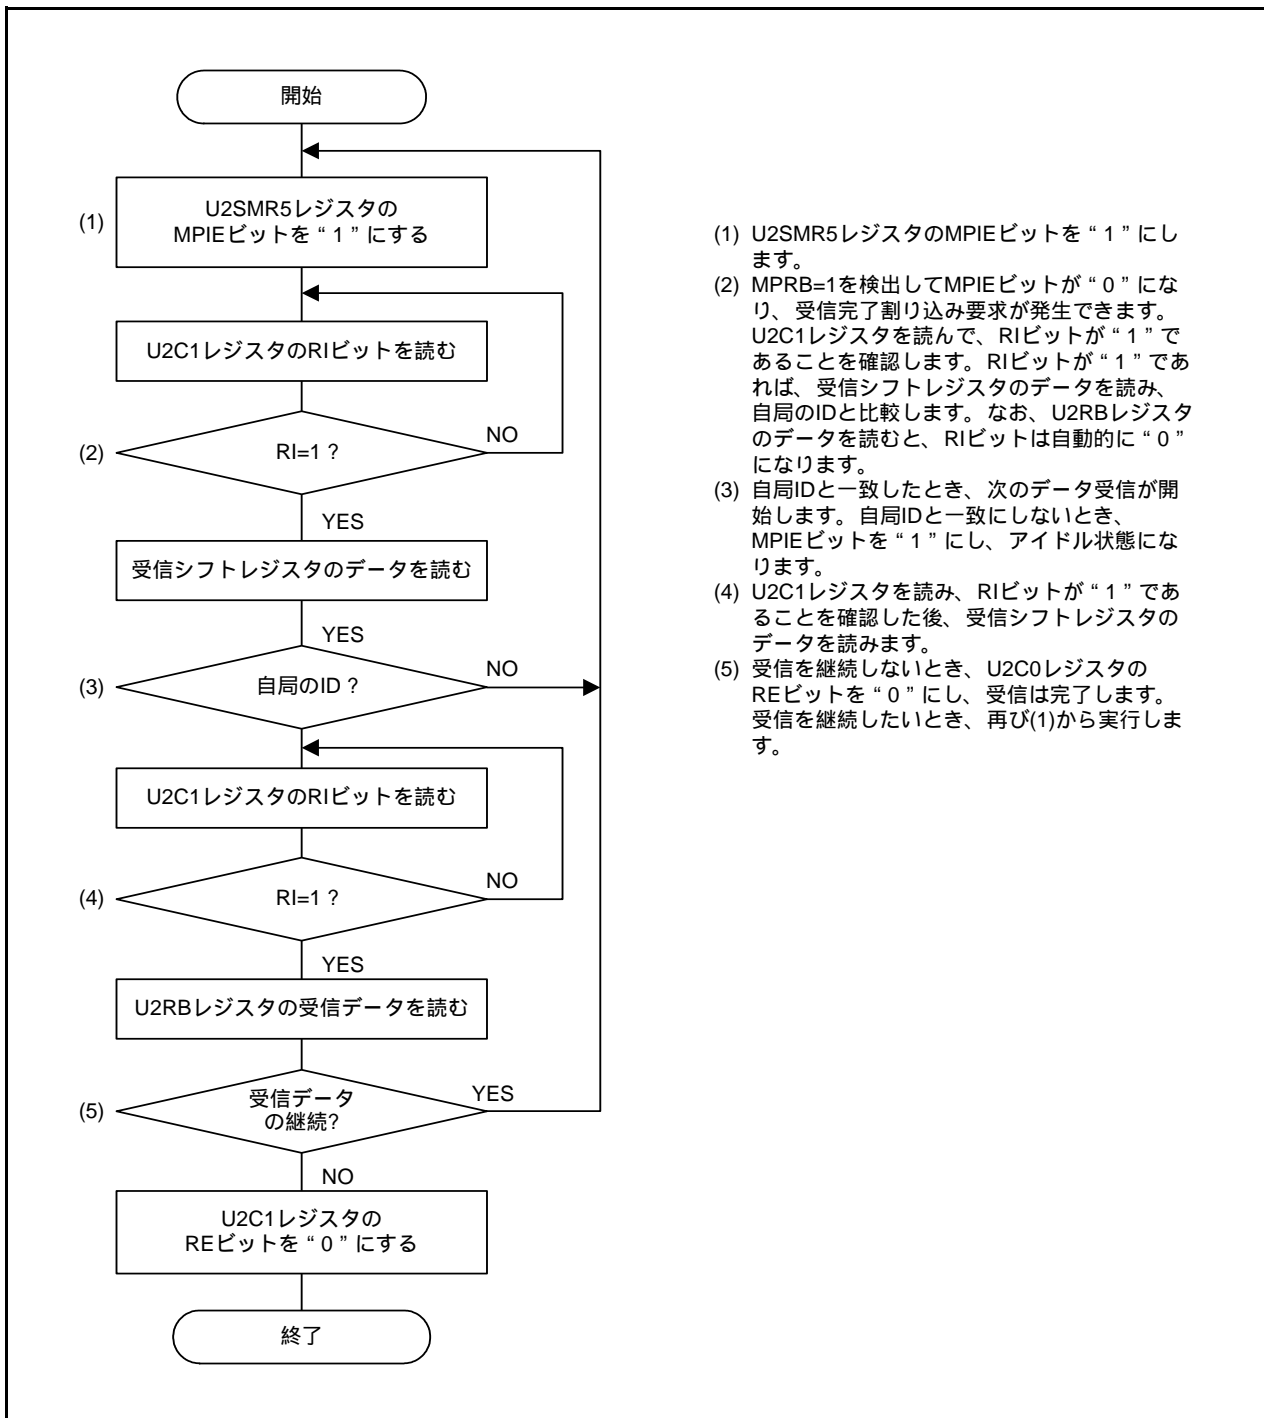 開始
(1)
U2SMR5レジスタの
MPIEビットを“1”にする
U2C1レジスタのRIビットを読む
(2)
RI=1 ?
NO
YES
受信シフトレジスタのデータを読む
YES
(3)
自局のID ?
NO
U2C1レジスタのRIビットを読む
(4)
RI=1 ?
NO
YES
U2RBレジスタの受信データを読む
(5)
受信データ
の継続?
YES
NO
U2C1レジスタの
REビットを“0”にする
終了
(1) U2SMR5レジスタのMPIEビットを“1”にし
ます。
(2) MPRB=1を検出してMPIEビットが“0”にな
り、受信完了割り込み要求が発生できます。
U2C1レジスタを読んで、RIビットが“1”で
あることを確認します。RIビットが“1”であ
れば、受信シフトレジスタのデータを読み、
自局のIDと比較します。なお、U2RBレジスタ
のデータを読むと、RIビットは自動的に“0”
になります。
(3) 自局IDと一致したとき、次のデータ受信が開
始します。自局IDと一致にしないとき、
MPIEビットを“1”にし、アイドル状態にな
ります。
(4) U2C1レジスタを読み、RIビットが“1”であ
ることを確認した後、受信シフトレジスタの
データを読みます。
(5) 受信を継続しないとき、U2C0レジスタの
REビットを“0”にし、受信は完了します。
受信を継続したいとき、再び(1)から実行しま
す。